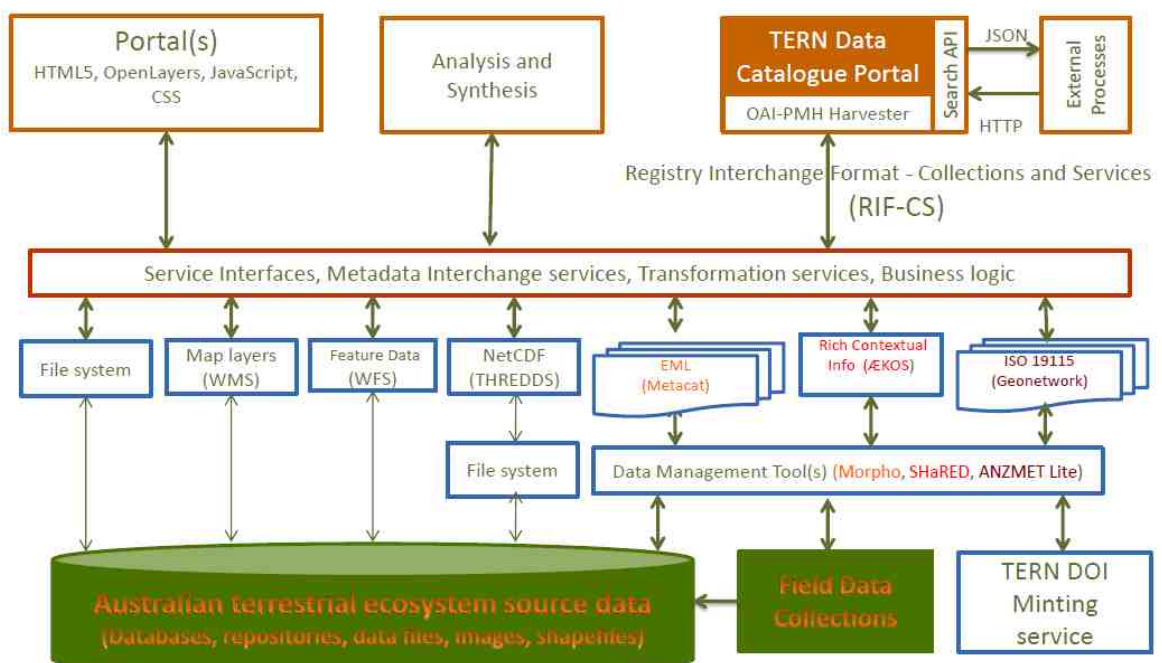 Portal(s)
HTML5, OpenLayers, JavaScript,
CSS
Analysis and
Synthesis
TERN Data
Catalogue Portal
OAI-PMH Harvester
Search API
JSON
HTTP
External
Processes
Registry Interchange Format - Collections and Services
(RIF-CS)
Service Interfaces, Metadata Interchange services, Transformation services, Business logic
File system
Map layers
(WMS)
Feature Data
(WFS)
NetCDF
(THREDDS)
EML
(Metacat)
Rich Contextual
Info (ÆKOS)
ISO 19115
(Geonetwork)
File system
Data Management Tool(s) (Morpho, SHaRED, ANZMET Lite)
Australian terrestrial ecosystem source data
(Databases, repositories, data files, images, shapefiles)
Field Data
Collections
TERN DOI
Minting
service